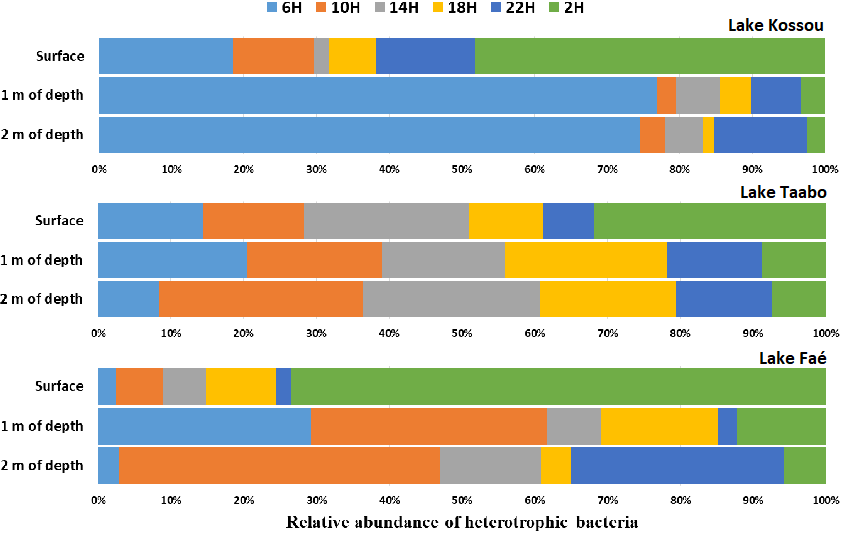 6H 10H 14H 18H 22H 2H
Lake Kossou
Surface
1 m of depth
2 m of depth
0% 10% 20% 30% 40% 50% 60% 70% 80% 90% 100%
Lake Taabo
Surface
1 m of depth
2 m of depth
0% 10% 20% 30% 40% 50% 60% 70% 80% 90% 100%
Lake Faé
Surface
1 m of depth
2 m of depth
0% 10% 20% 30% 40% 50% 60% 70% 80% 90% 100%
Relative abundance of heterotrophic bacteria